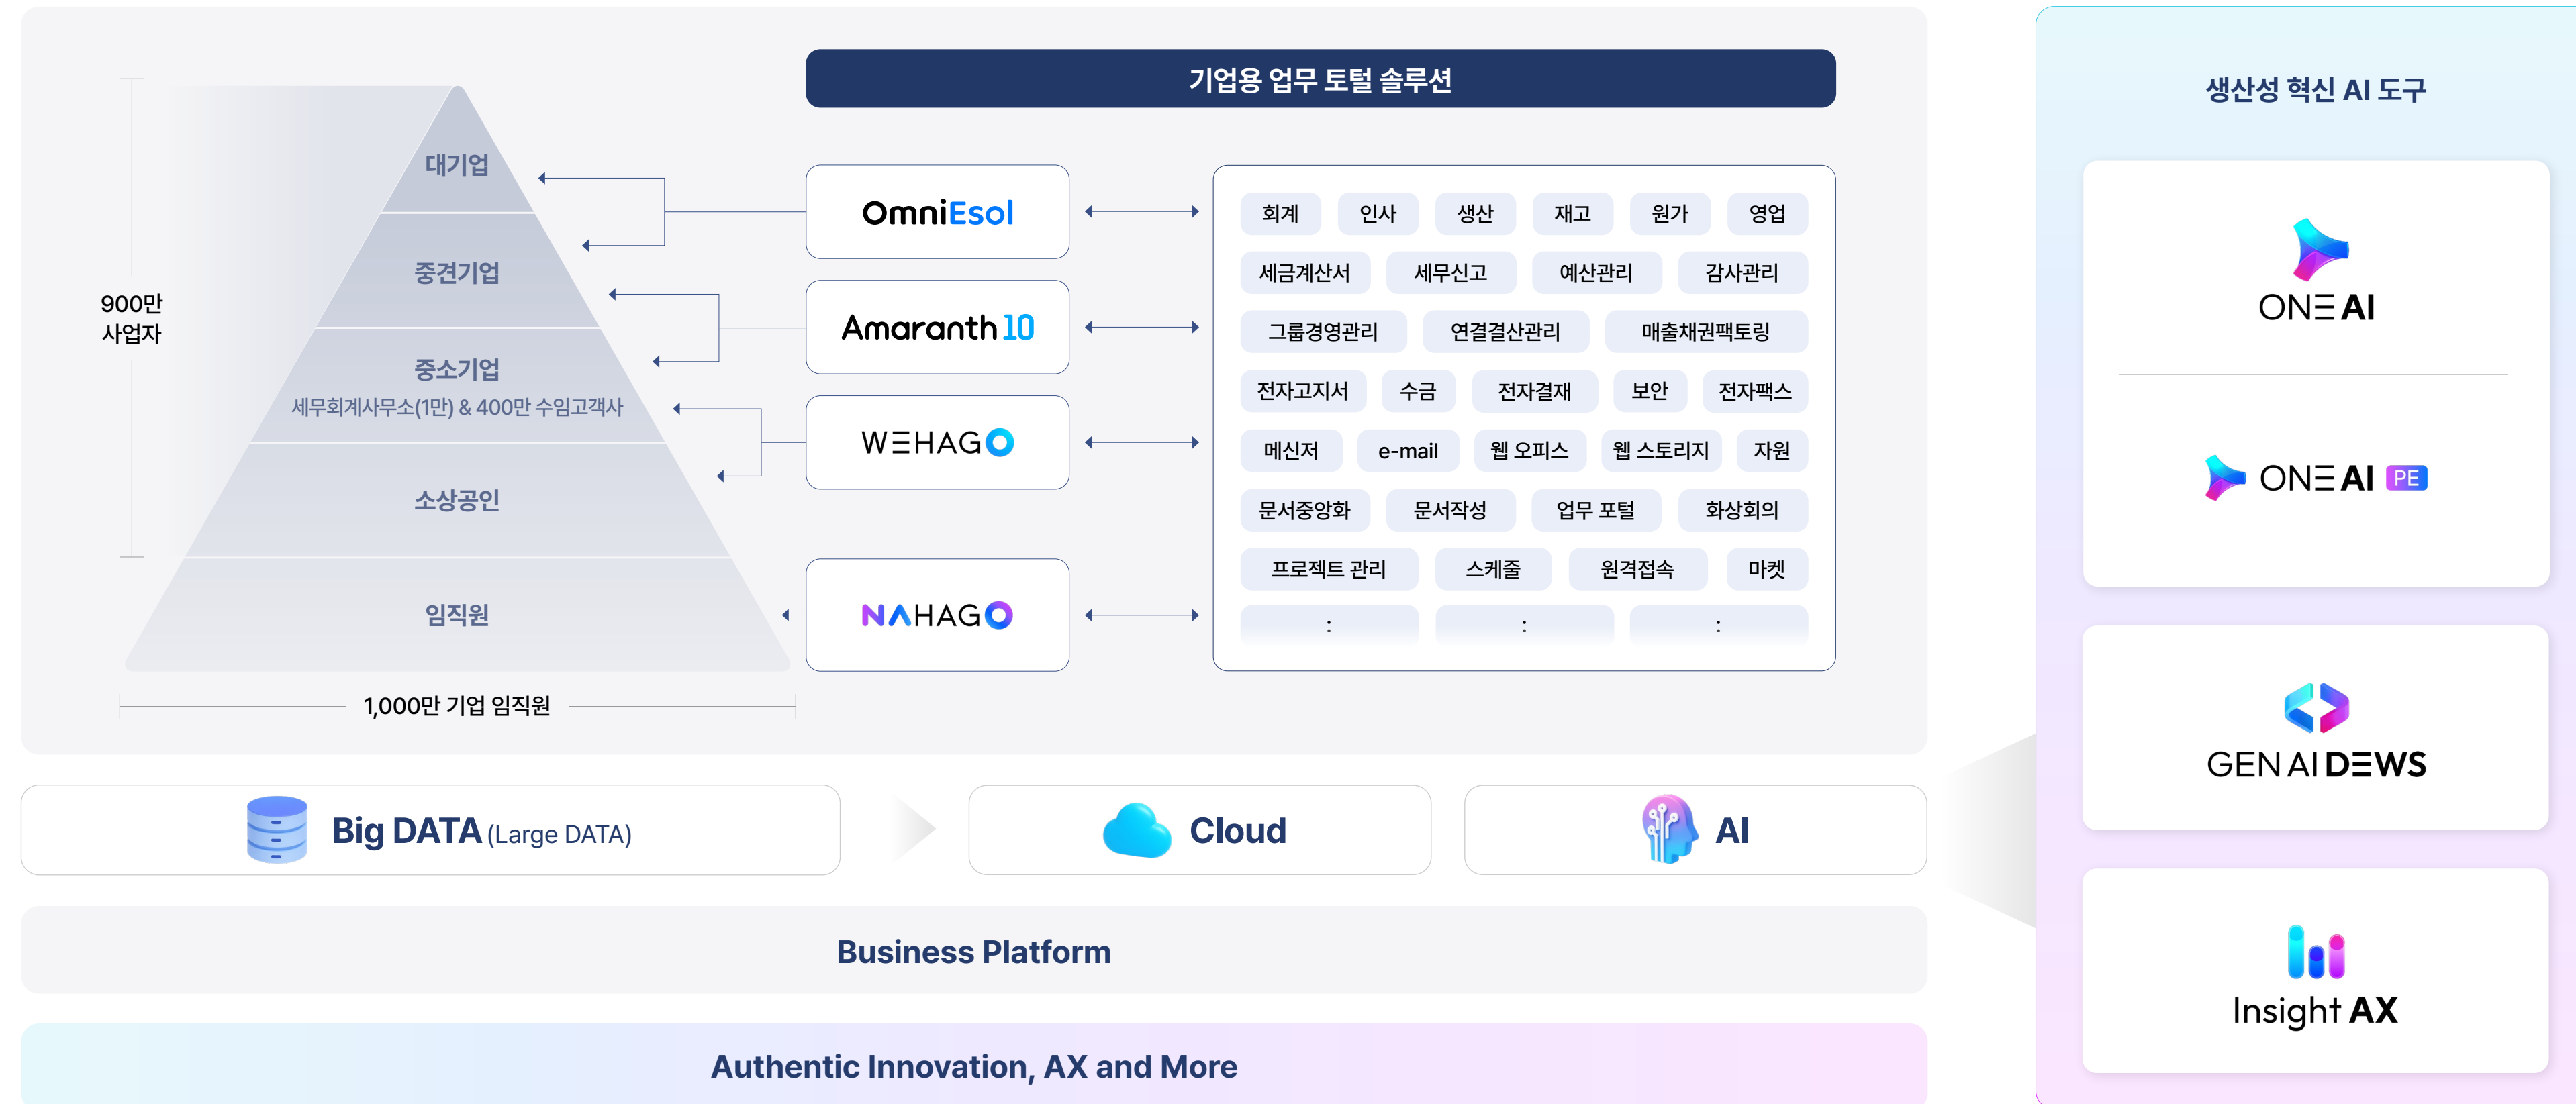 기업용 업무 토털 솔루션
900만
사업자
대기업
중견기업
중소기업
세무회계사무소(1만) & 400만 수임고객사
소상공인
임직원
1,000만 기업 임직원
OmniEsol
Amaranth 10
WEHAGO
NAHAGO
회계 인사 생산 재고 원가 영업
세금계산서 세무신고 예산관리 감사관리
그룹경영관리 연결결산관리 매출채권팩토링
전자고지서 수금 전자결재 보안 전자팩스
메신저 e-mail 웹 오피스 웹 스토리지 자원
문서중앙화 문서작성 업무 포털 화상회의
프로젝트 관리 스케줄 원격접속 마켓
: : :
Big DATA (Large DATA)
Cloud
AI
Business Platform
Authentic Innovation, AX and More
생산성 혁신 AI 도구
ONE AI
ONE AI PE
GEN AI DEWS
Insight AX